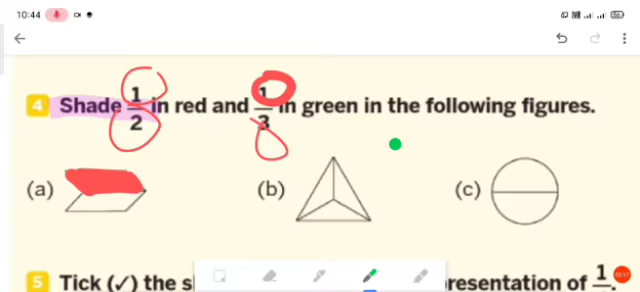 10:44
4 Shade 1/2 in red and 1/3 in green in the following figures.
(a) (b) (c)
5 Tick (✓) the s resentation of 1